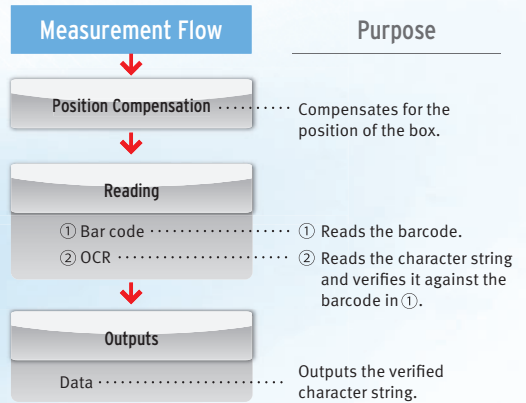 Measurement Flow
Purpose
Position Compensation ·········· Compensates for the
position of the box.
Reading
① Bar code ················· ① Reads the barcode.
② OCR ····················· ② Reads the character string
and verifies it against the
barcode in ①.
Outputs
Data ························ Outputs the verified
character string.